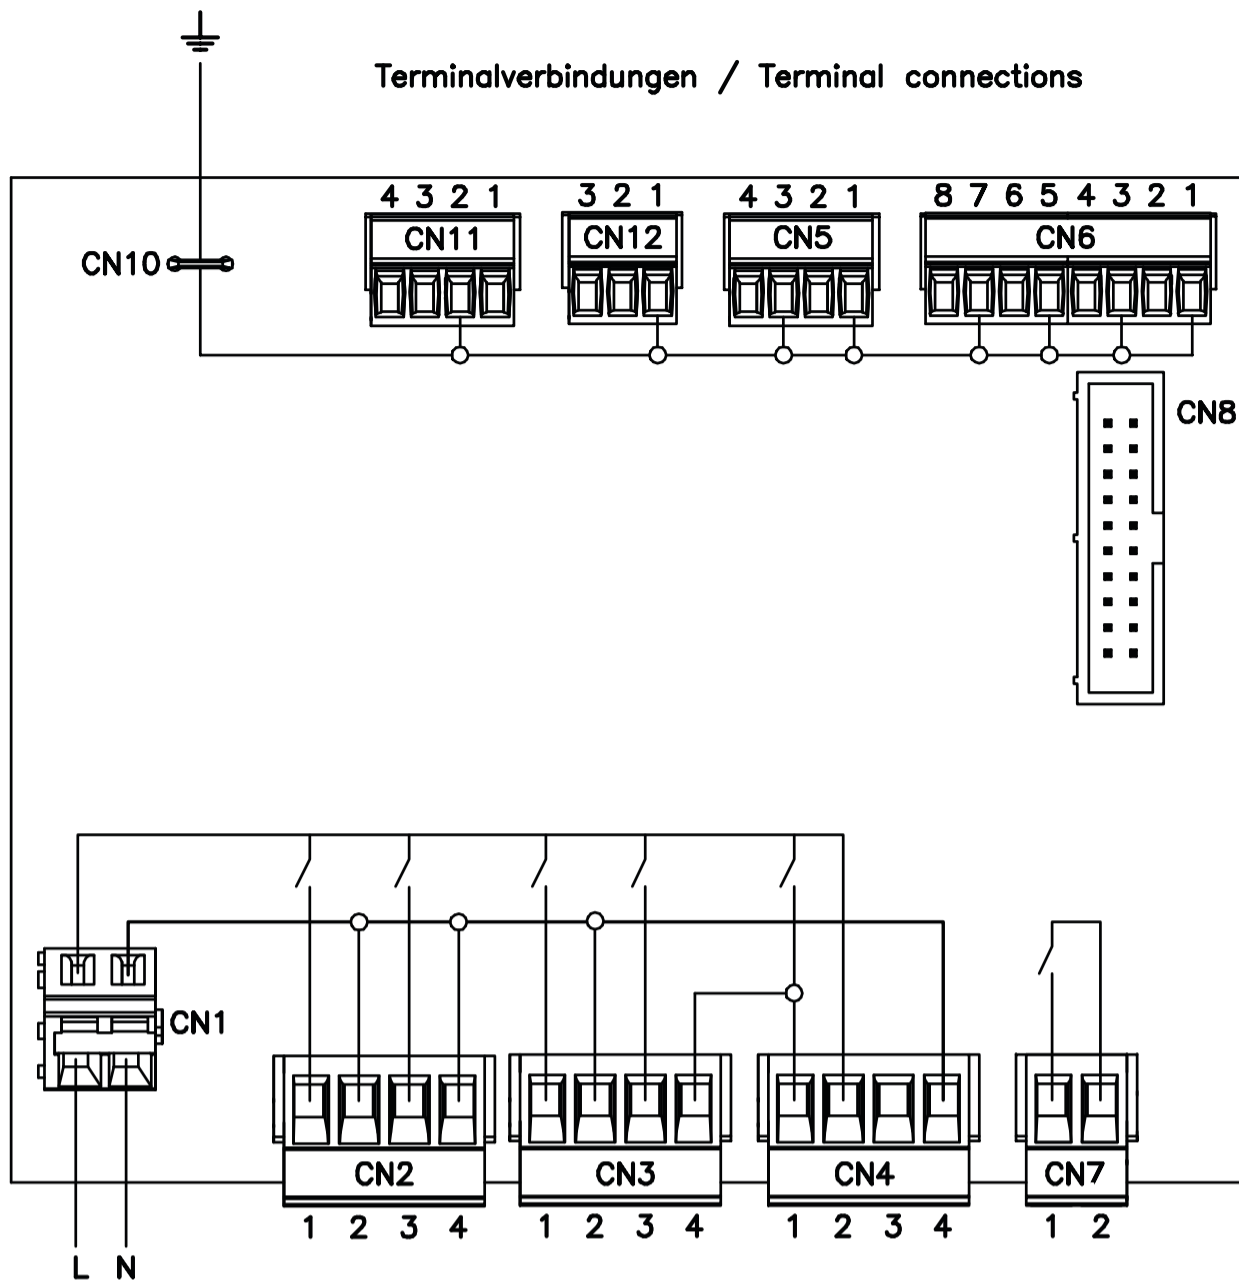 Terminalverbindungen / Terminal connections
4 3 2 1 3 2 1 4 3 2 1 8 7 6 5 4 3 2 1
CN11 CN12 CN5 CN6
CN10
CN8
CN1
CN2 CN3 CN4 CN7
1 2 3 4 1 2 3 4 1 2 3 4 1 2
L N